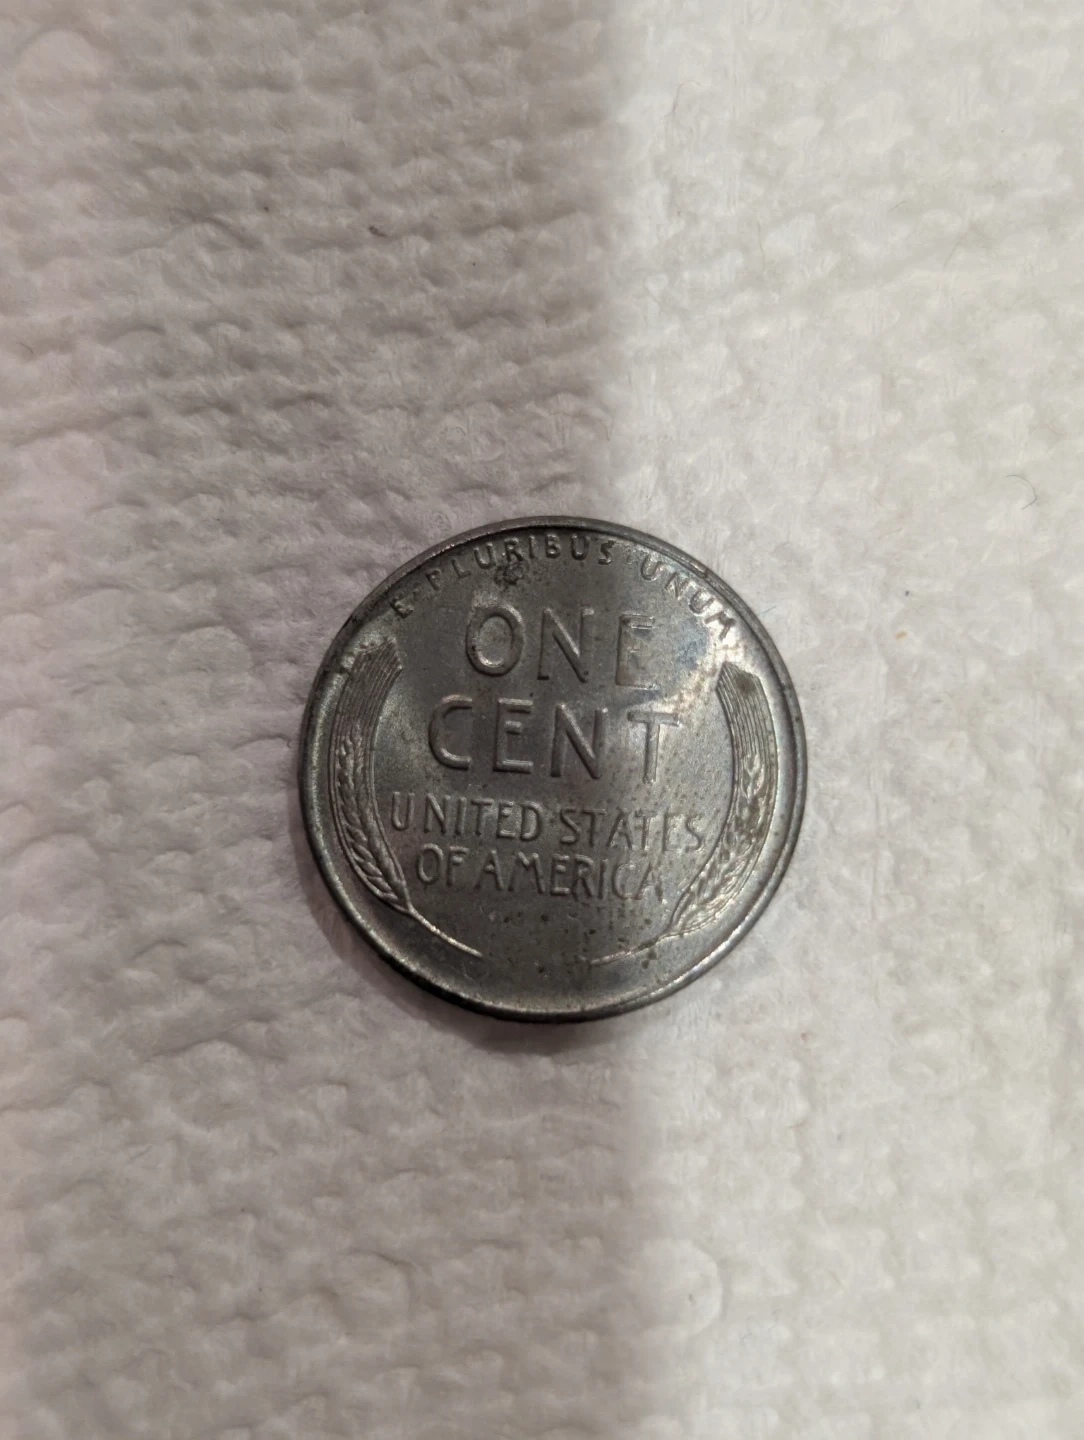 E · PLURIBUS · UNUM
ONE
CENT
UNITED STATES
OF AMERICA